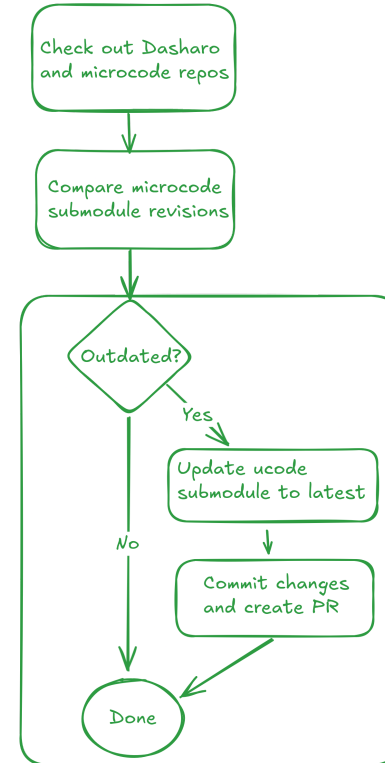 Check out Dasharo
and microcode repos
Compare microcode
submodule revisions
Outdated?
Yes
Update ucode
submodule to latest
No
Commit changes
and create PR
Done